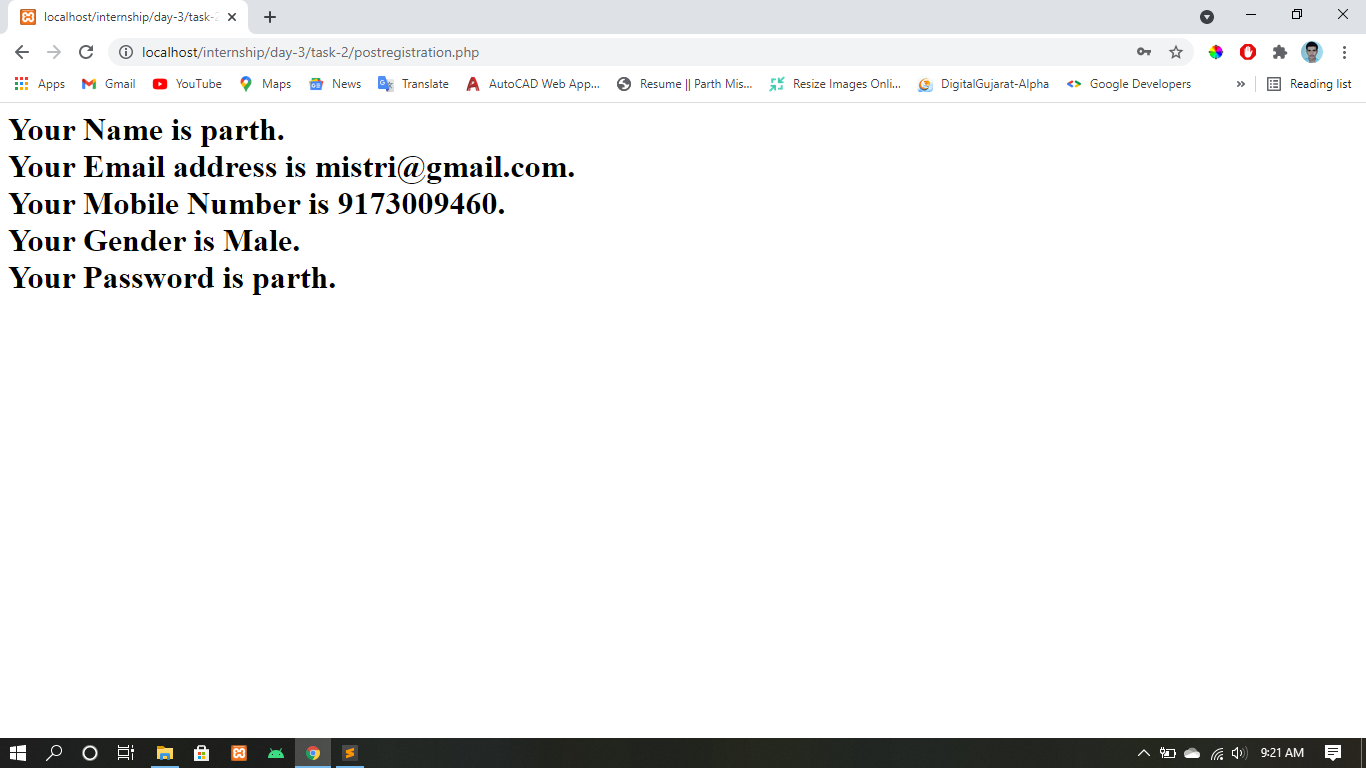 localhost/internship/day-3/task-2
localhost/internship/day-3/task-2/postregistration.php
Apps Gmail YouTube Maps News Translate AutoCAD Web App... Resume || Parth Mis... Resize Images Onli... DigitalGujarat-Alpha Google Developers » Reading list
Your Name is parth.
Your Email address is mistri@gmail.com.
Your Mobile Number is 9173009460.
Your Gender is Male.
Your Password is parth.
9:21 AM